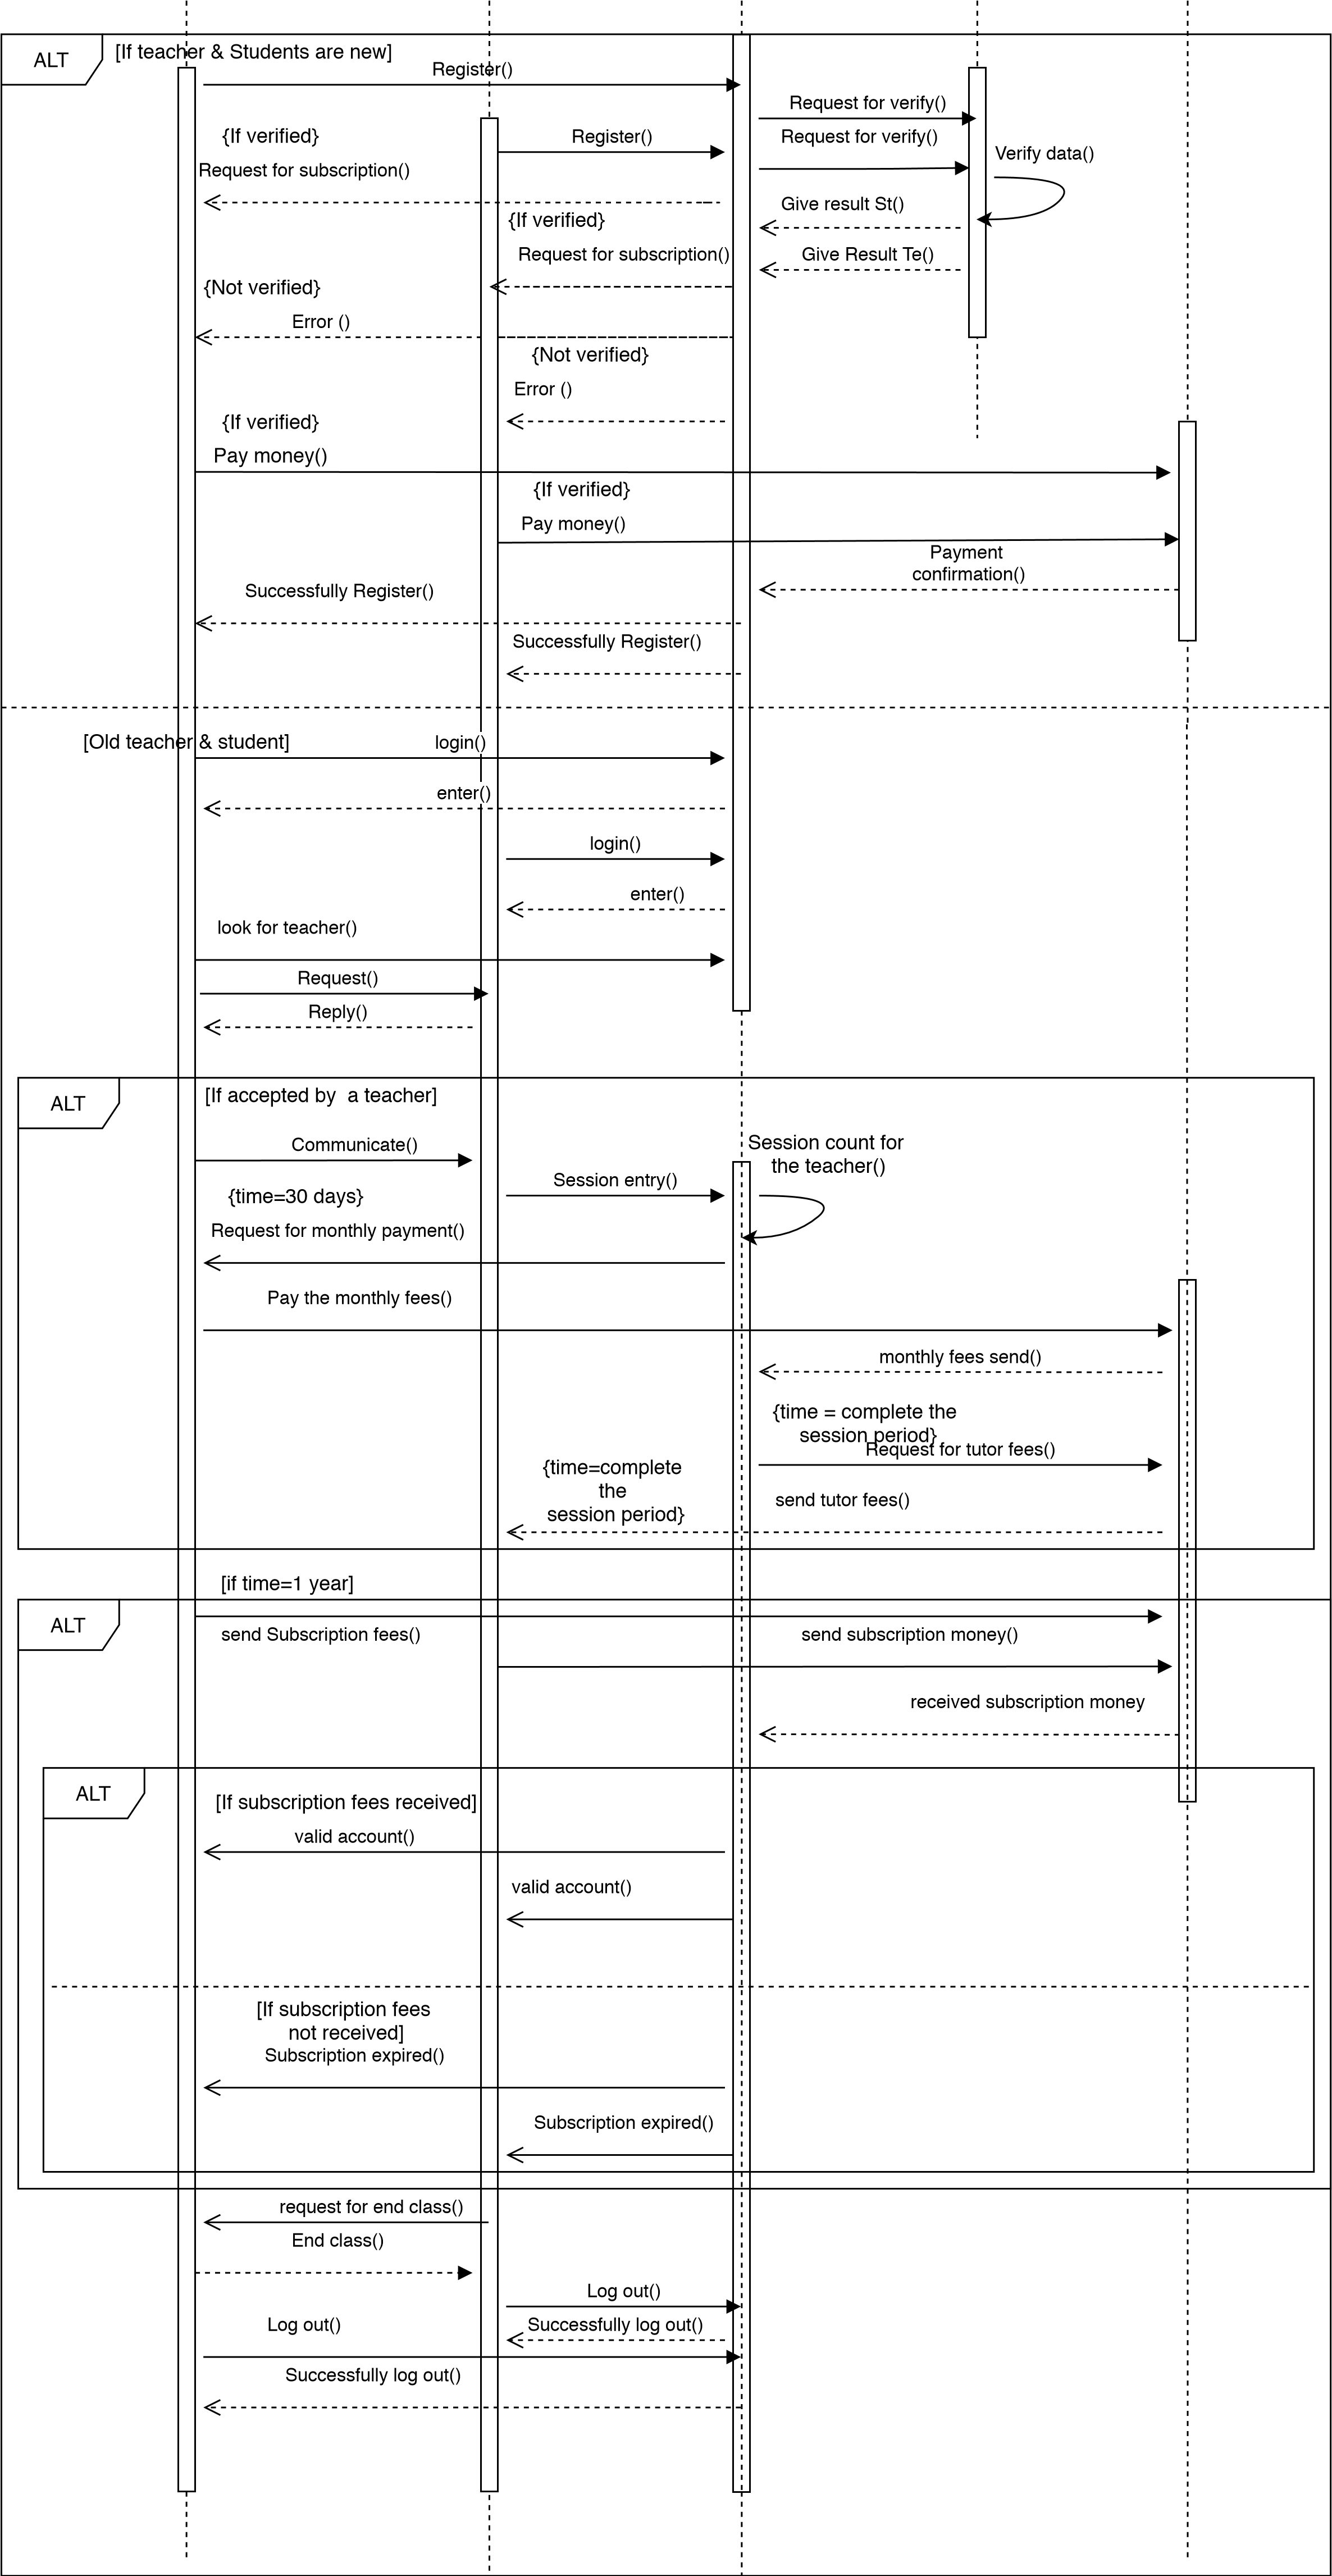 ALT
[If teacher & Students are new]
Register()
Request for verify()
{If verified}
Register()
Request for verify()
Verify data()
Request for subscription()
Give result St()
{If verified}
Request for subscription()
Give Result Te()
{Not verified}
Error ()
{Not verified}
Error ()
{If verified}
Pay money()
{If verified}
Pay money()
Payment
confirmation()
Successfully Register()
Successfully Register()
[Old teacher & student]
login()
enter()
login()
enter()
look for teacher()
Request()
Reply()
ALT
[If accepted by  a teacher]
Communicate()
Session count for
the teacher()
Session entry()
{time=30 days}
Request for monthly payment()
Pay the monthly fees()
monthly fees send()
{time = complete the
session period}
Request for tutor fees()
{time=complete
the
session period}
send tutor fees()
[if time=1 year]
ALT
send Subscription fees()
send subscription money()
received subscription money
ALT
[If subscription fees received]
valid account()
valid account()
[If subscription fees
not received]
Subscription expired()
Subscription expired()
request for end class()
End class()
Log out()
Log out()
Successfully log out()
Successfully log out()